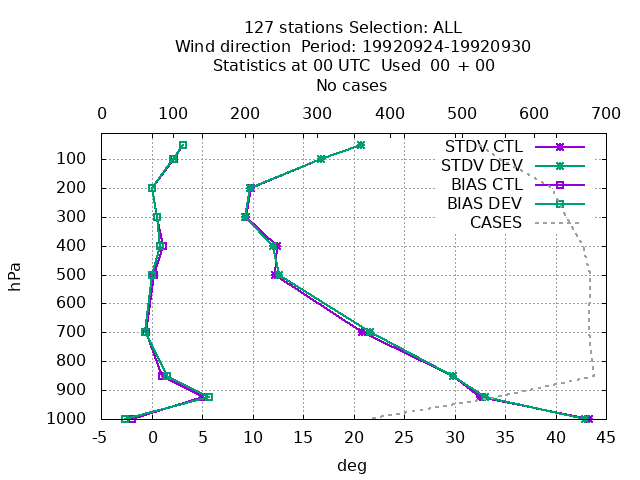 127 stations Selection: ALL
Wind direction  Period: 19920924-19920930
Statistics at 00 UTC  Used  00 + 00
No cases
0 100 200 300 400 500 600 700
STDV CTL
STDV DEV
BIAS CTL
BIAS DEV
CASES
hPa
100
200
300
400
500
600
700
800
900
1000
-5 0 5 10 15 20 25 30 35 40 45
deg